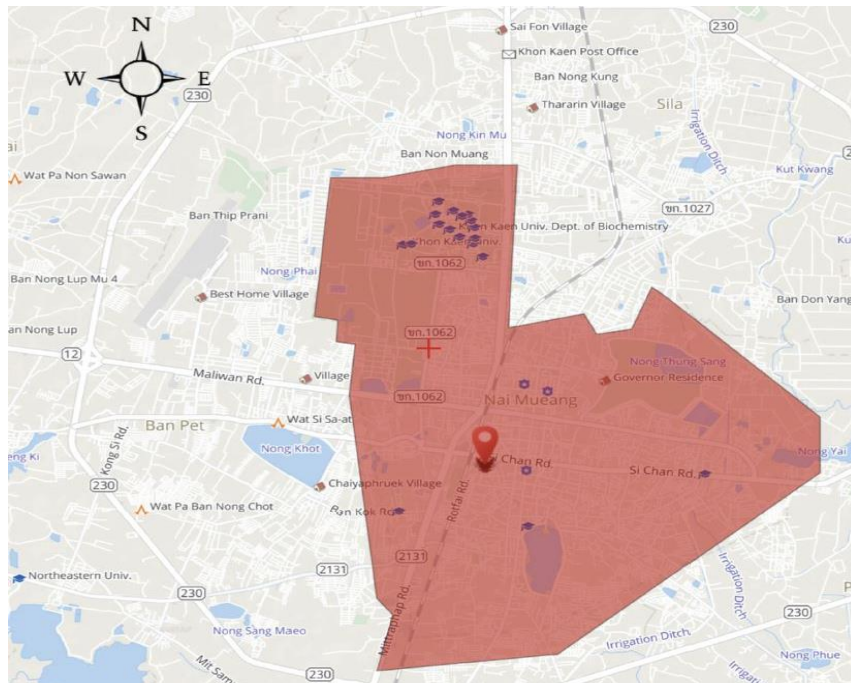 N
W E
S
Sai Fon Village
230
Khon Kaen Post Office
Ban Nong Kung
230
Thararin Village
Sila
Irrigation Ditch
Nong Kin Mu
Ban Non Muang
Wat Pa Non Sawan
Kut Kwang
Ban Thip Prani
ขก.1027
Kaen Univ. Dept. of Biochemistry
Nong Phai
ขก.1062
Ban Nong Lup Mu 4
Best Home Village
Ban Don Yang
ขก.1062
an Nong Lup
12
Nong Thung Sang
Village
Governor Residence
Maliwan Rd.
ขก.1062
Nai Mueang
Wat Si Sa-at
Ban Pet
Kong Si Rd.
Nong Khot
Chan Rd.
Nong Yai
Si Chan Rd.
230
Chaiyaphruek Village
Wat Pa Ban Nong Chot
Rotfai Rd.
2131
2131
Northeastern Univ.
230
Irrigation Ditch
Mittraphap Rd.
230
Nong Sang Maeo
Irrigation Ditch
Nong Phue
Mit Sam
230